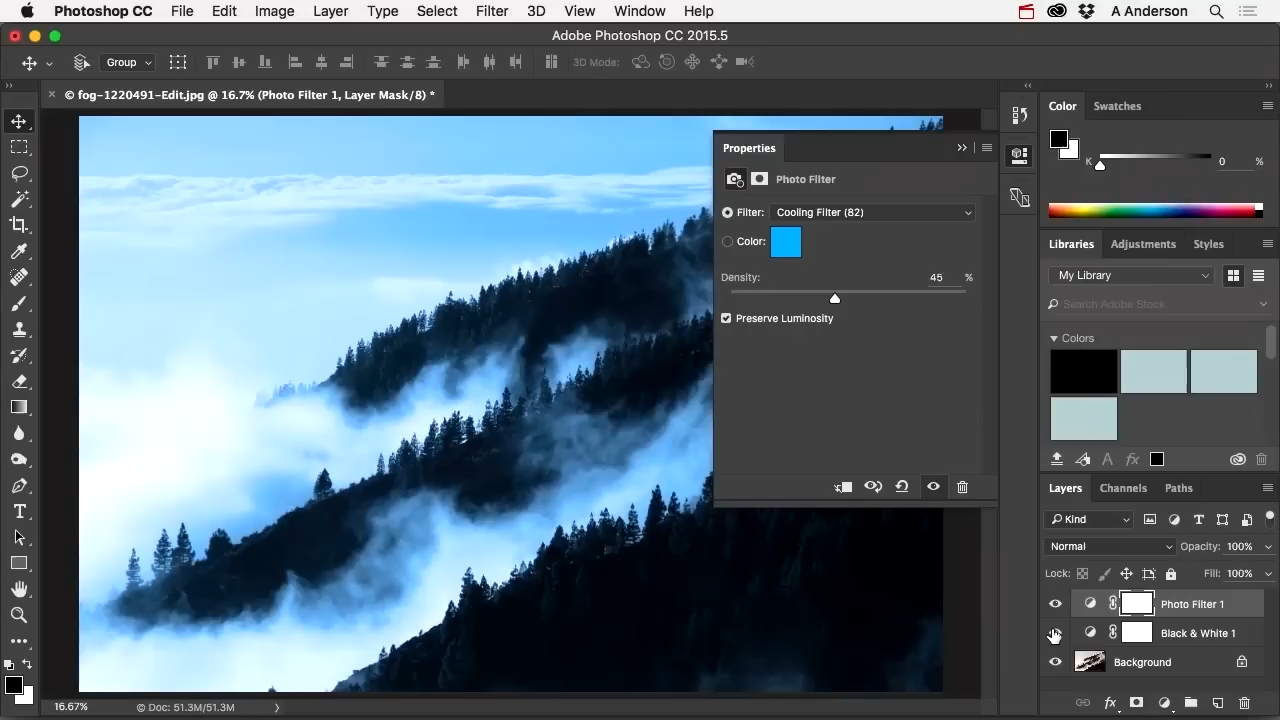 Photoshop CC File Edit Image Layer Type Select Filter 3D View Window Help A Anderson
Adobe Photoshop CC 2015.5
Group 3D Mode:
© fog-1220491-Edit.jpg @ 16.7% (Photo Filter 1, Layer Mask/8) *
Properties
Photo Filter
Filter: Cooling Filter (82)
Color:
Density: 45 %
Preserve Luminosity
Color Swatches
K 0 %
Libraries Adjustments Styles
My Library
Search Adobe Stock
Colors
Layers Channels Paths
Kind
Normal Opacity: 100%
Lock: Fill: 100%
Photo Filter 1
Black & White 1
Background
16.67% © Doc: 51.3M/51.3M